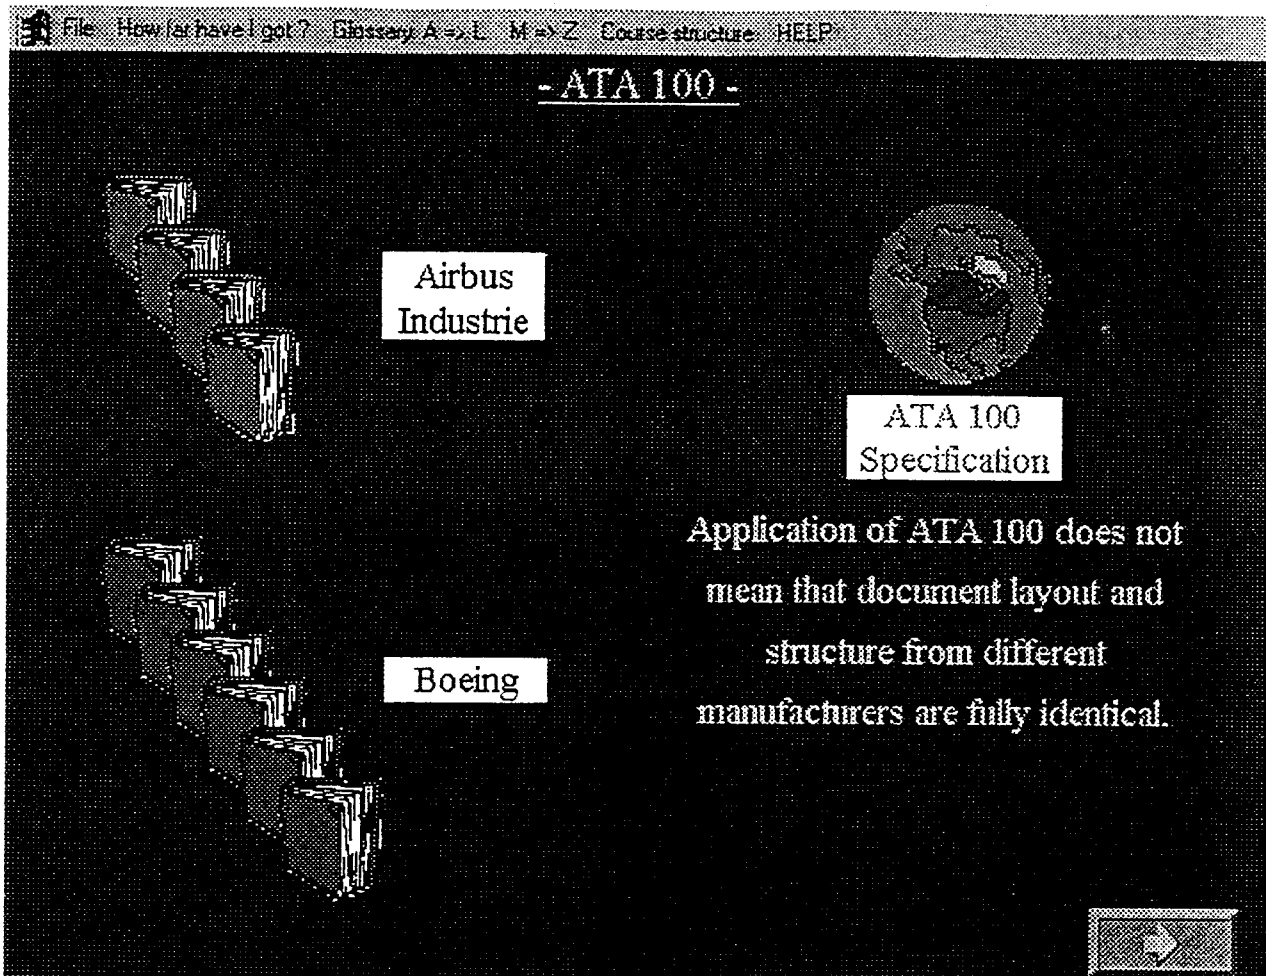 File How far have I got ? Glossary: A => L M => Z Course structure HELP
- ATA 100 -
Airbus
Industrie
ATA 100
Specification
Application of ATA 100 does not
mean that document layout and
structure from different
manufacturers are fully identical.
Boeing